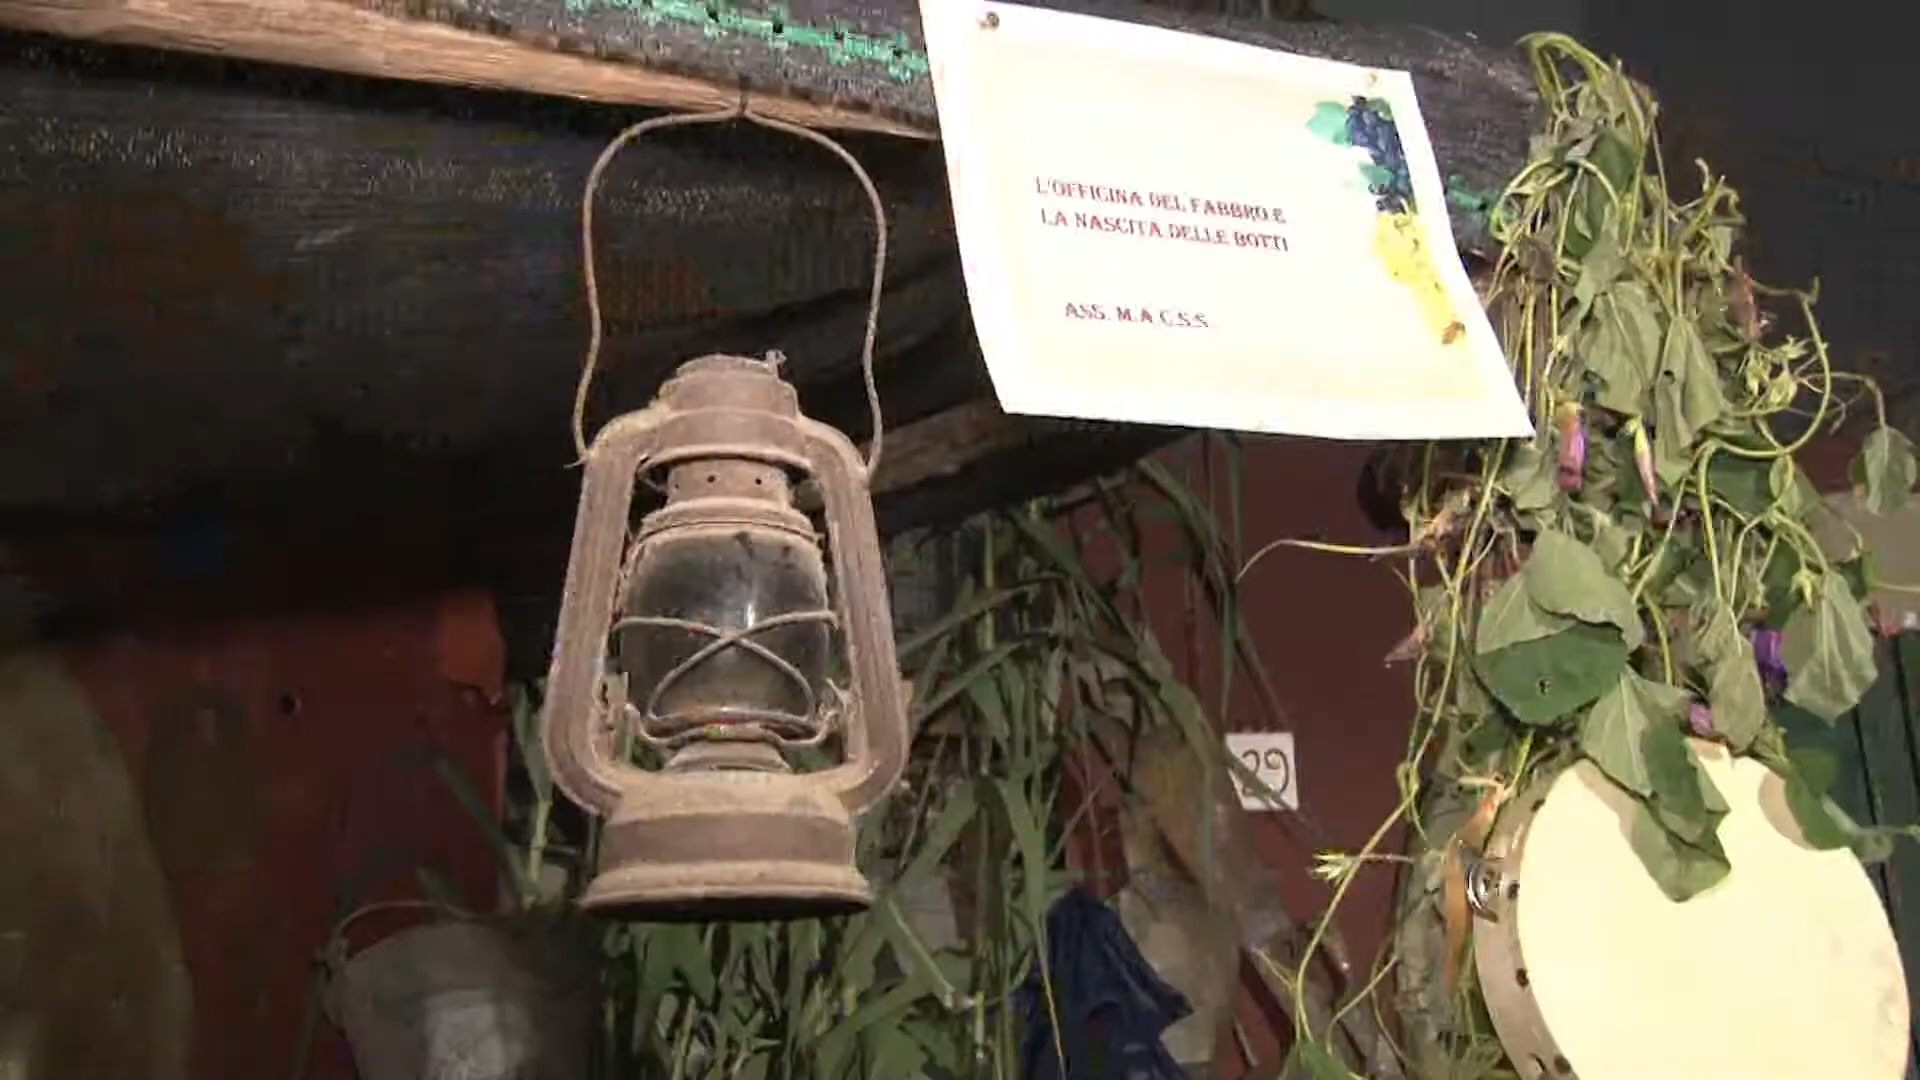 L'OFFICINA DEL FABBRO E
LA NASCITA DELLE BOTTI
ASS. M.A.C.S.S.
29